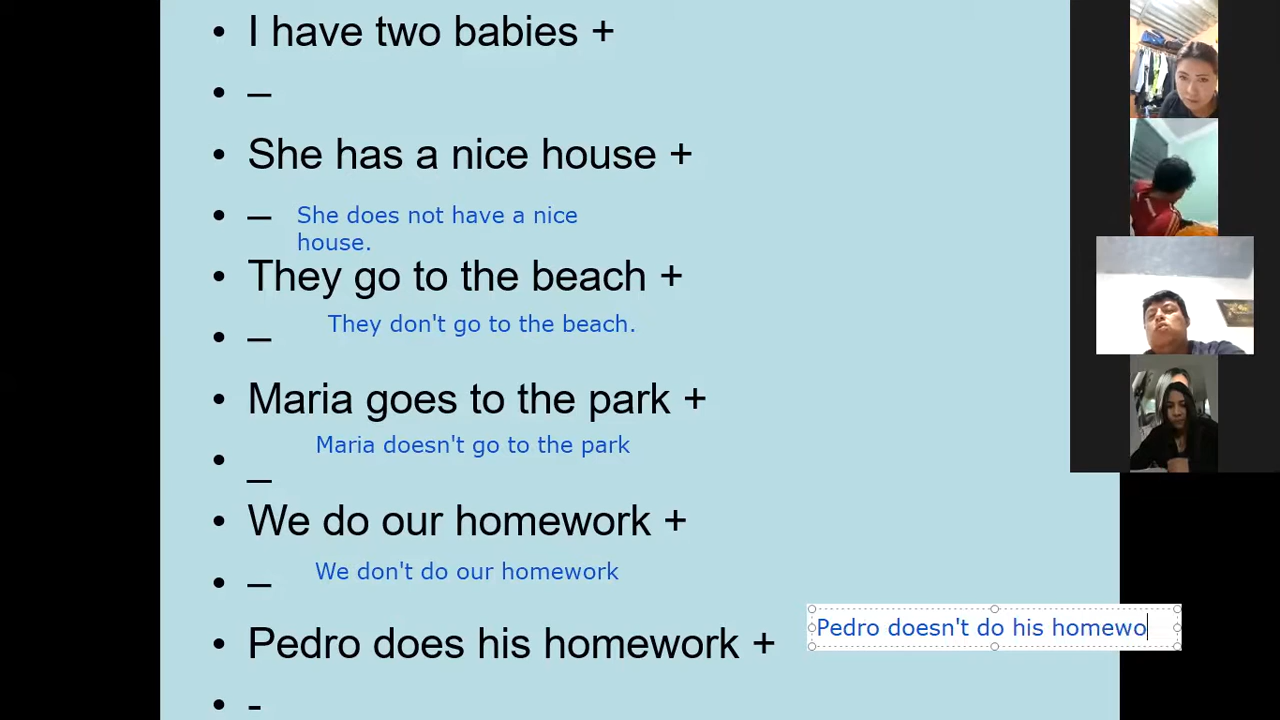 • I have two babies +
• –
• She has a nice house +
• – She does not have a nice
house.
• They go to the beach +
• – They don't go to the beach.
• Maria goes to the park +
• _ Maria doesn't go to the park
• We do our homework +
• – We don't do our homework
• Pedro does his homework + Pedro doesn't do his homewo
• -